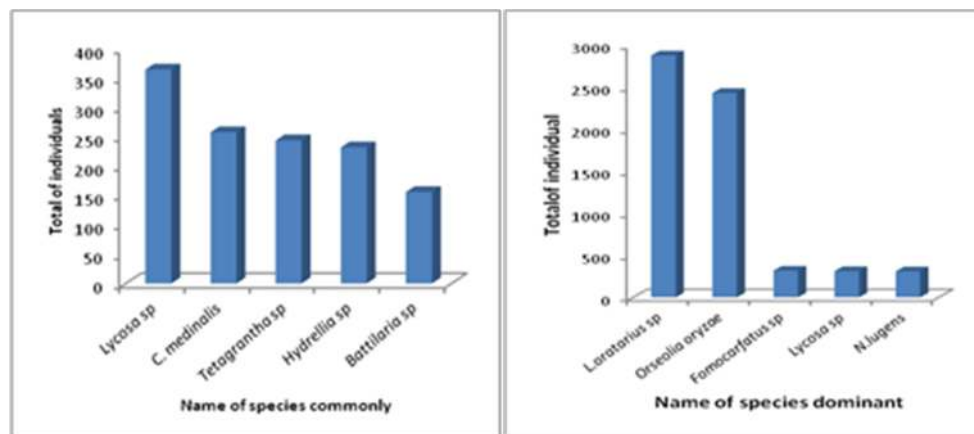 400
350
300
250
200
150
100
50
0
Total of individuals
Lycosa sp
C. medinalis
Tetagrantha sp
Hydrellia sp
Battilaria sp
Name of species commonly
3000
2500
2000
1500
1000
500
0
Totalof individual
L.oratorius sp
Orseolia oryzae
Fomocarfatus sp
Lycosa sp
N.lugens
Name of species dominant